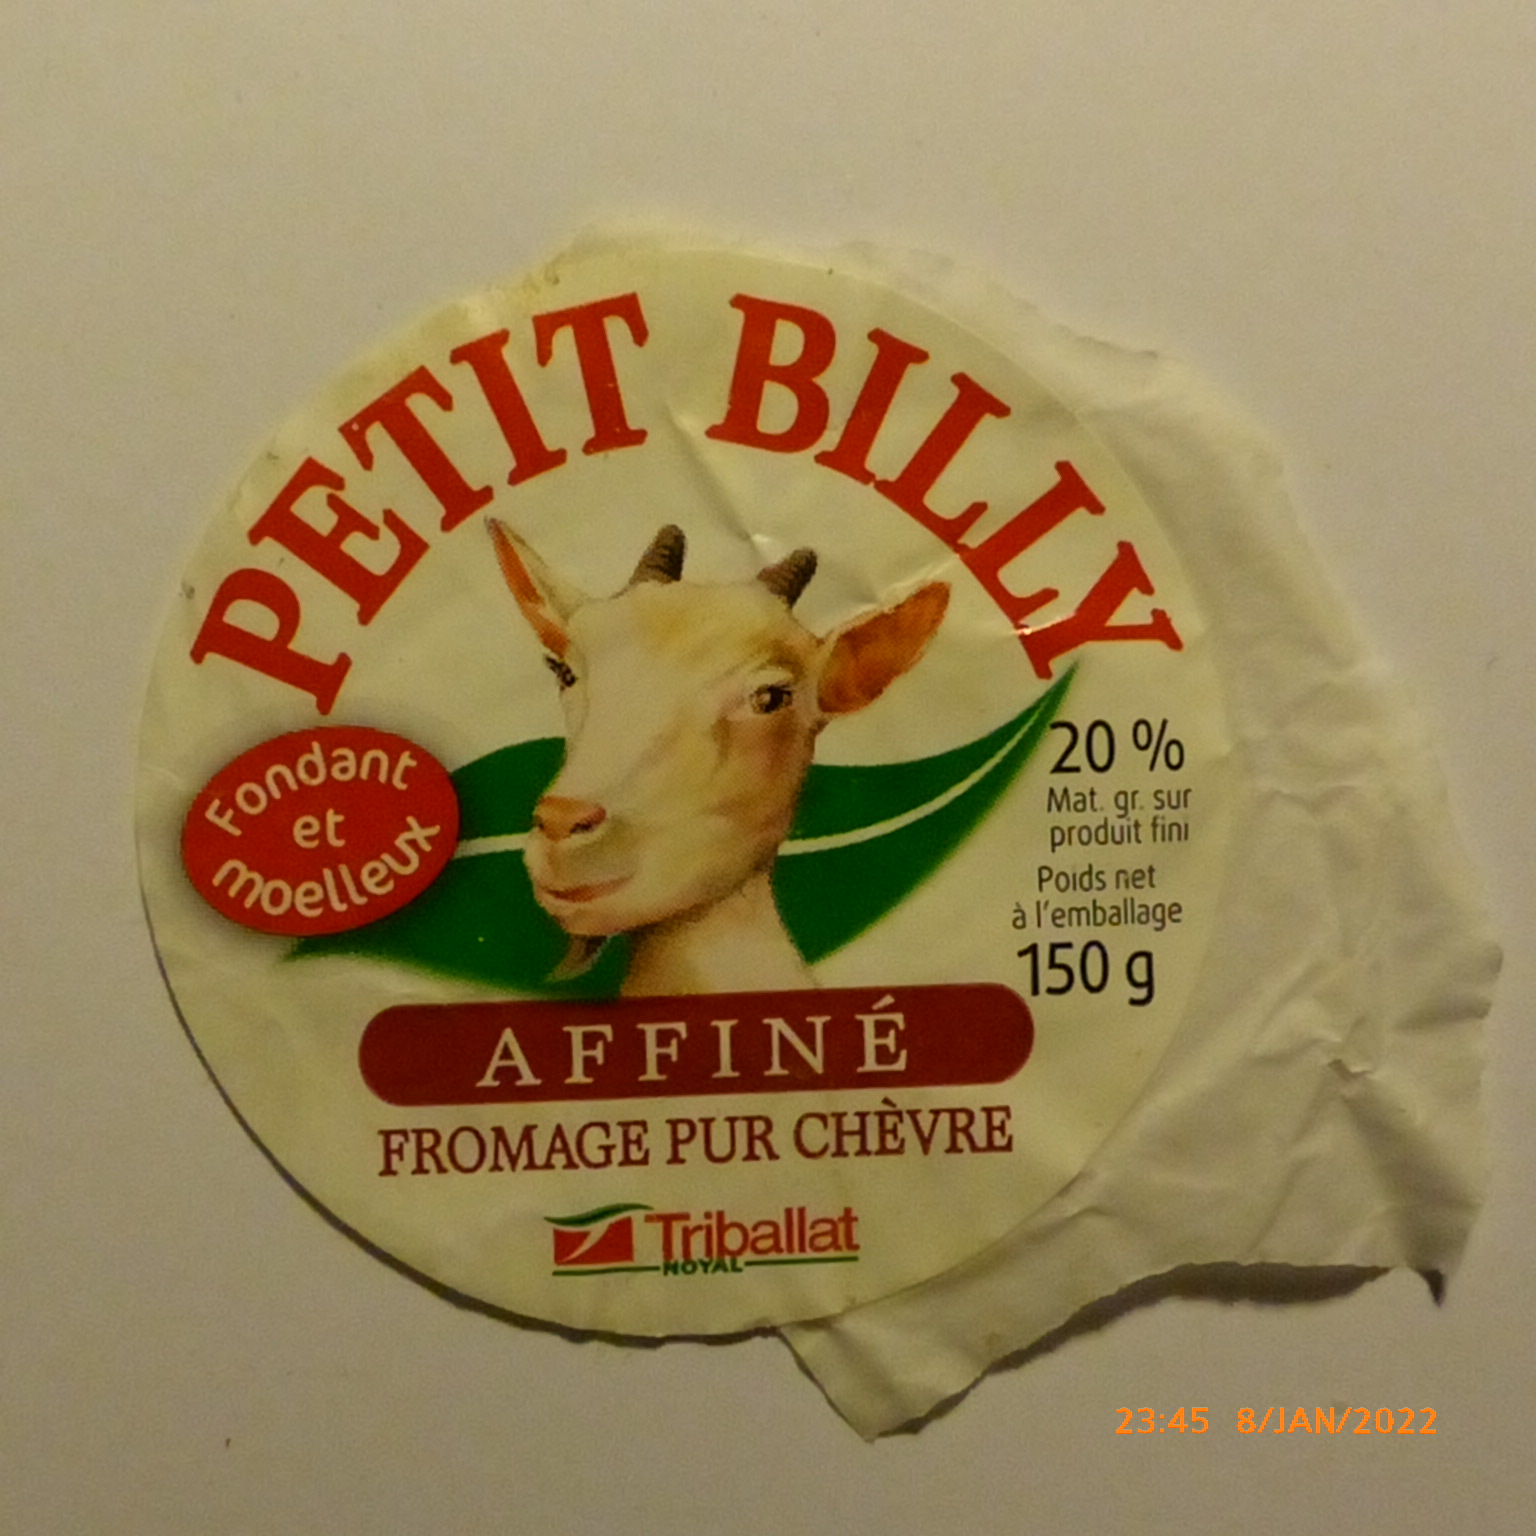 PETIT BILLY
Fondant
et
moelleux
20 %
Mat. gr. sur
produit fini
Poids net
à l'emballage
150 g
AFFINÉ
FROMAGE PUR CHÈVRE
Triballat
NOYAL
23:45 8/JAN/2022